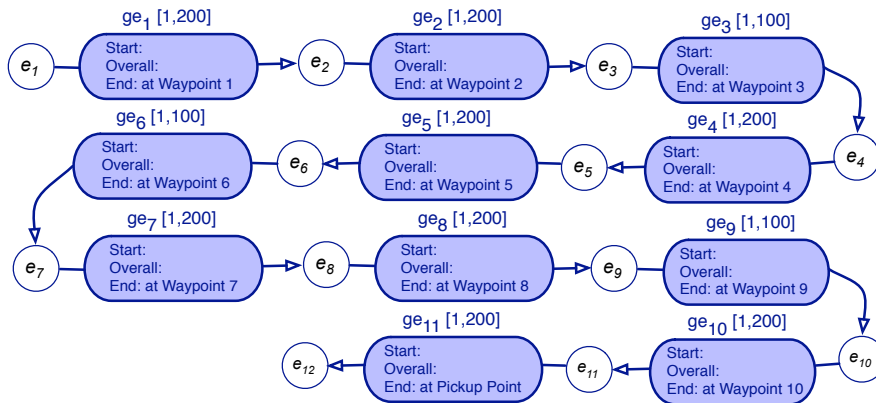 ge1 [1,200]
ge2 [1,200]
ge3 [1,100]
e1
Start:
Overall:
End: at Waypoint 1
e2
Start:
Overall:
End: at Waypoint 2
e3
Start:
Overall:
End: at Waypoint 3
e4
ge4 [1,200]
Start:
Overall:
End: at Waypoint 4
e5
ge5 [1,200]
Start:
Overall:
End: at Waypoint 5
e6
ge6 [1,100]
Start:
Overall:
End: at Waypoint 6
e7
ge7 [1,200]
Start:
Overall:
End: at Waypoint 7
e8
ge8 [1,200]
Start:
Overall:
End: at Waypoint 8
e9
ge9 [1,100]
Start:
Overall:
End: at Waypoint 9
e10
ge10 [1,200]
Start:
Overall:
End: at Waypoint 10
e11
ge11 [1,200]
Start:
Overall:
End: at Pickup Point
e12